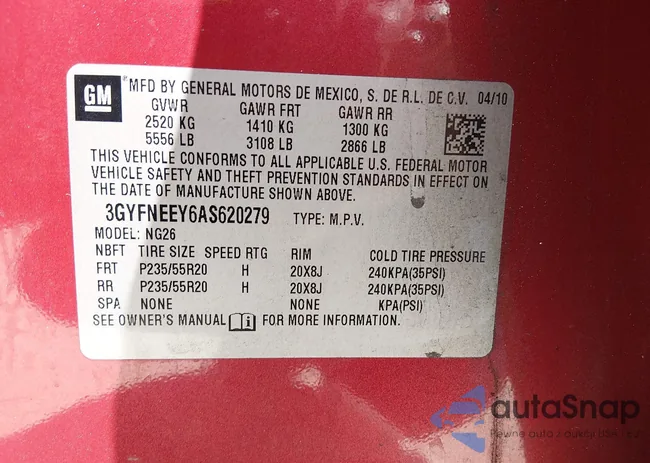 GM
MFD BY GENERAL MOTORS DE MEXICO, S. DE R.L. DE C.V. 04/10
GVWR GAWR FRT GAWR RR
2520 KG 1410 KG 1300 KG
5556 LB 3108 LB 2866 LB
THIS VEHICLE CONFORMS TO ALL APPLICABLE U.S. FEDERAL MOTOR
VEHICLE SAFETY AND THEFT PREVENTION STANDARDS IN EFFECT ON
THE DATE OF MANUFACTURE SHOWN ABOVE.
3GYFNEEY6AS620279 TYPE: M.P.V.
MODEL: NG26
NBFT TIRE SIZE SPEED RTG RIM COLD TIRE PRESSURE
FRT P235/55R20 H 20X8J 240KPA(35PSI)
RR P235/55R20 H 20X8J 240KPA(35PSI)
SPA NONE NONE KPA(PSI)
SEE OWNER'S MANUAL FOR MORE INFORMATION.
autaSnap
Pewne auta z aukcji